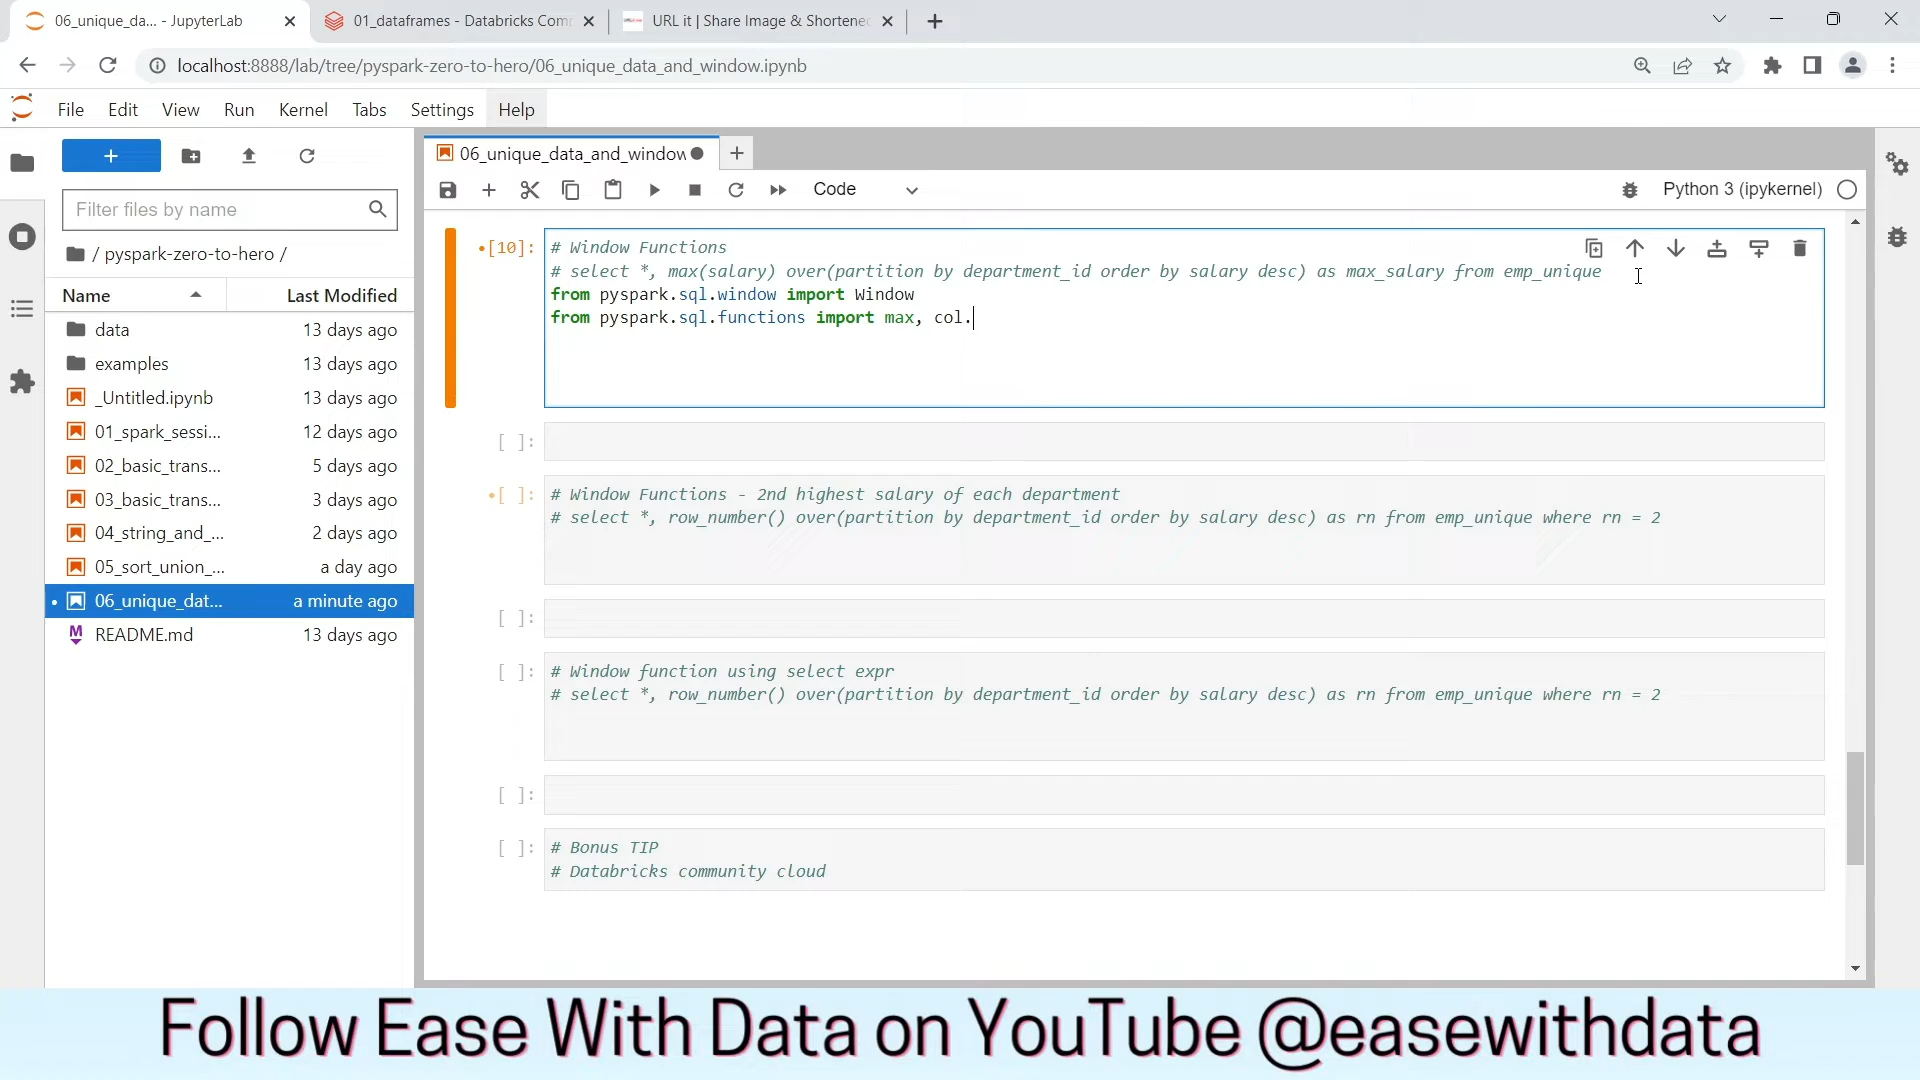 06_unique_da... - JupyterLab
01_dataframes - Databricks Com
URL it | Share Image & Shortene
localhost:8888/lab/tree/pyspark-zero-to-hero/06_unique_data_and_window.ipynb
File Edit View Run Kernel Tabs Settings Help
06_unique_data_and_window
Code
Python 3 (ipykernel)
Filter files by name
/ pyspark-zero-to-hero /
Name Last Modified
data 13 days ago
examples 13 days ago
_Untitled.ipynb 13 days ago
01_spark_sessi... 12 days ago
02_basic_trans... 5 days ago
03_basic_trans... 3 days ago
04_string_and_... 2 days ago
05_sort_union_... a day ago
06_unique_dat... a minute ago
README.md 13 days ago
[10]: # Window Functions
# select *, max(salary) over(partition by department_id order by salary desc) as max_salary from emp_unique
from pyspark.sql.window import Window
from pyspark.sql.functions import max, col.
[ ]:
[ ]: # Window Functions - 2nd highest salary of each department
# select *, row_number() over(partition by department_id order by salary desc) as rn from emp_unique where rn = 2
[ ]:
[ ]: # Window function using select expr
# select *, row_number() over(partition by department_id order by salary desc) as rn from emp_unique where rn = 2
[ ]:
[ ]: # Bonus TIP
# Databricks community cloud
Follow Ease With Data on YouTube @easewithdata